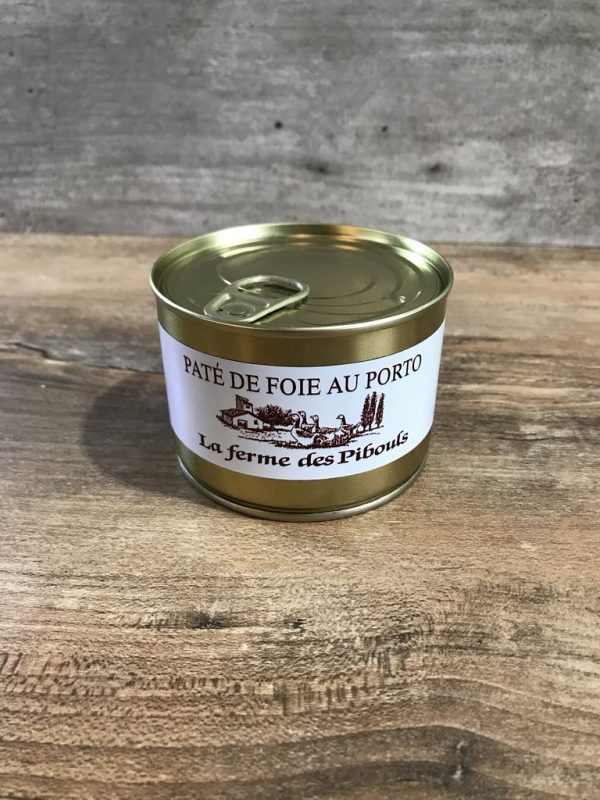 PATÉ DE FOIE AU PORTO
La ferme des Pibouls